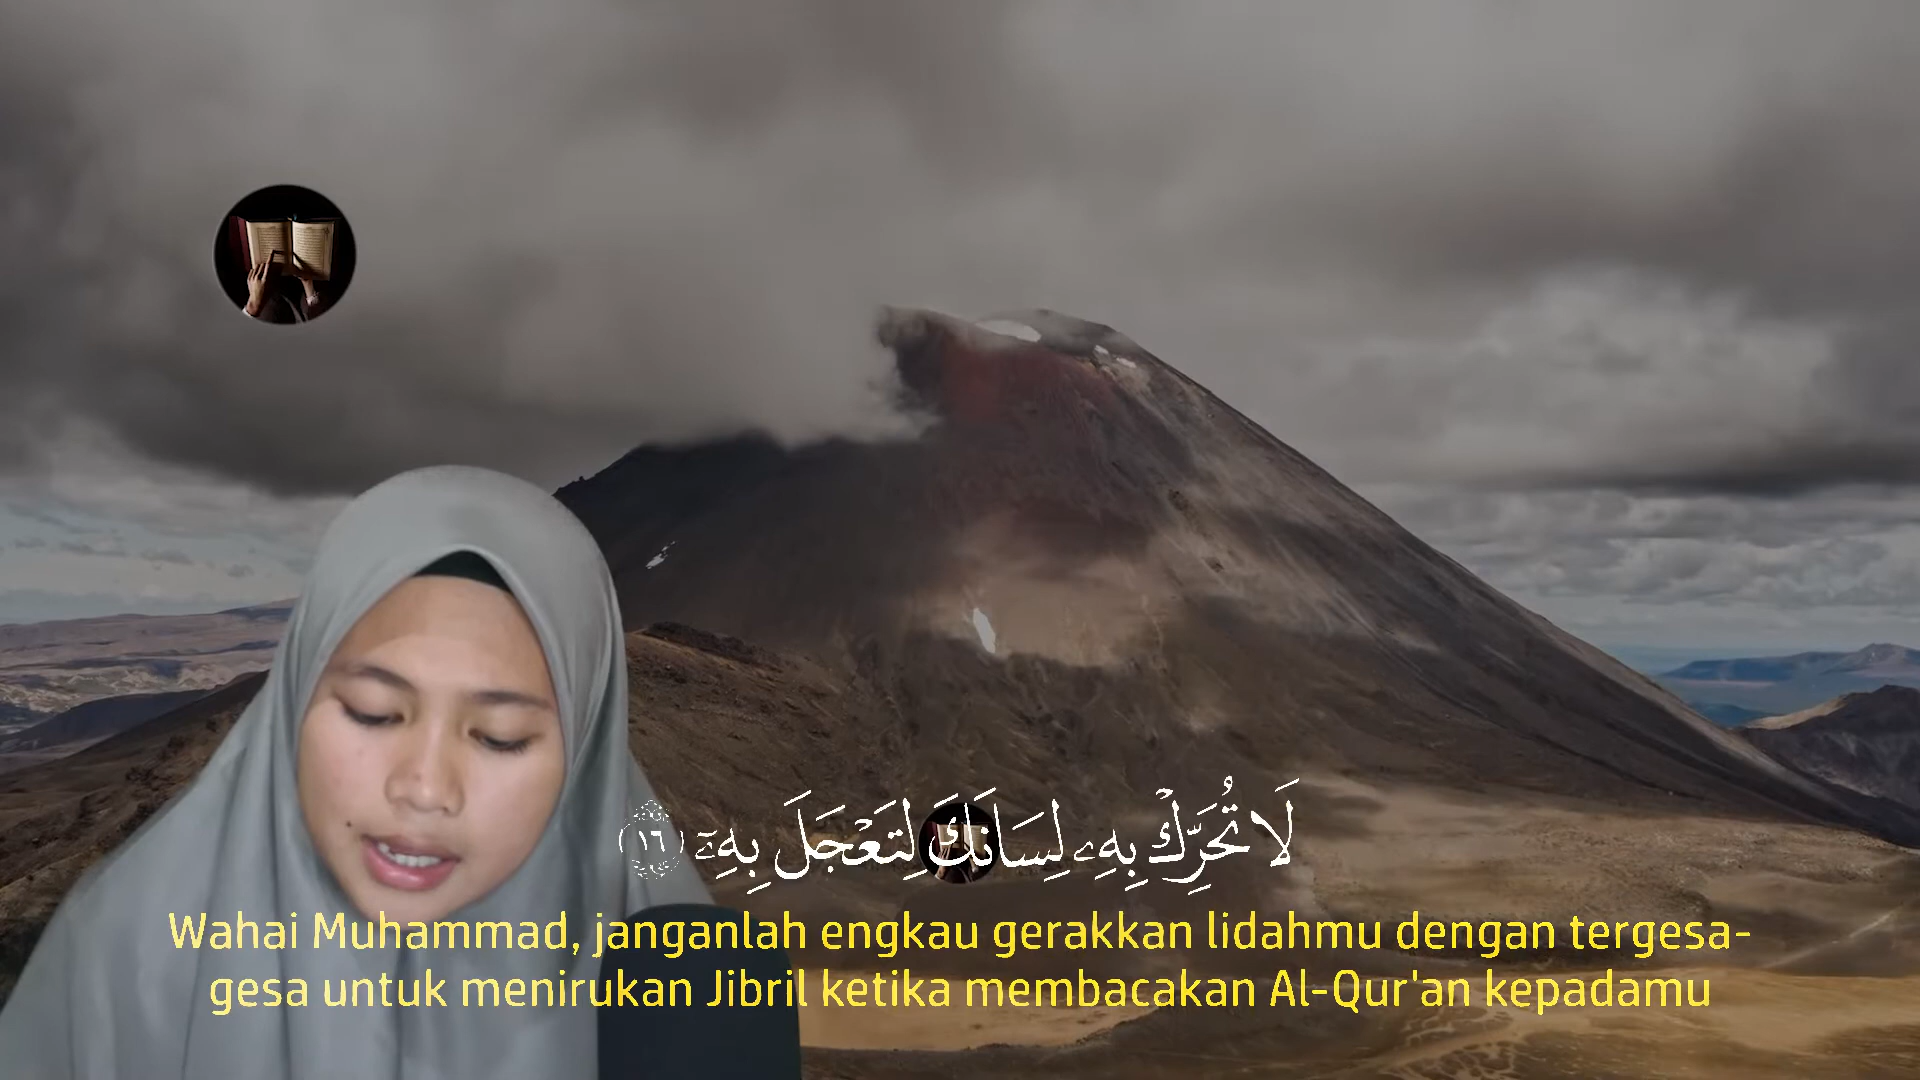 لَا تُحَرِّكْ بِهِۦ لِسَانَكَ لِتَعْجَلَ بِهِۦٓ ﴿١٦﴾
Wahai Muhammad, janganlah engkau gerakkan lidahmu dengan tergesa-
gesa untuk menirukan Jibril ketika membacakan Al-Qur'an kepadamu